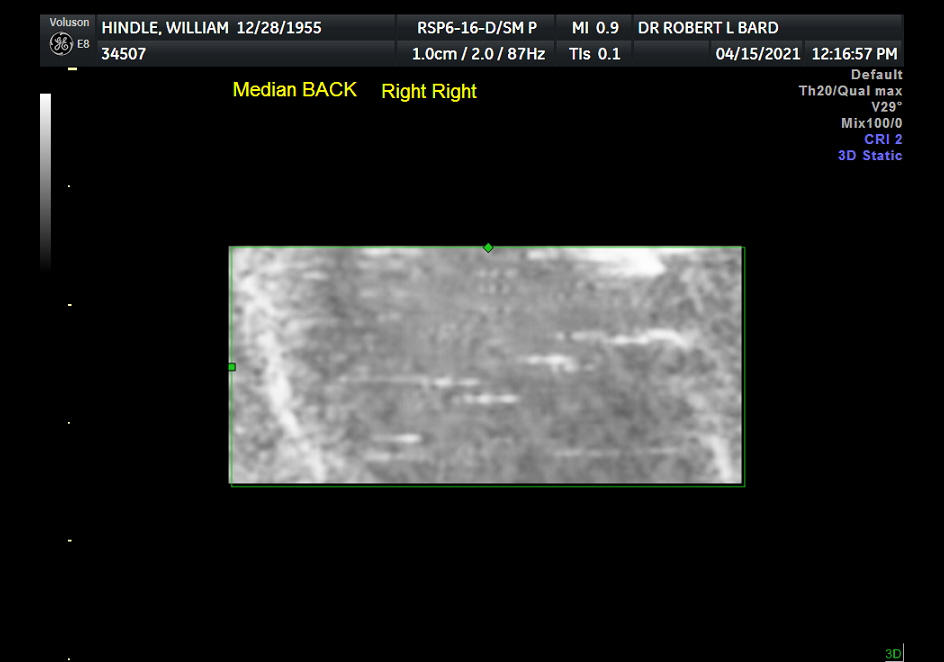 Voluson
E8
HINDLE, WILLIAM 12/28/1955 RSP6-16-D/SM P MI 0.9 DR ROBERT L BARD
34507 1.0cm / 2.0 / 87Hz TIs 0.1 04/15/2021 12:16:57 PM
Median BACK Right Right
Default
Th20/Qual max
V29°
Mix100/0
CRI 2
3D Static
3D